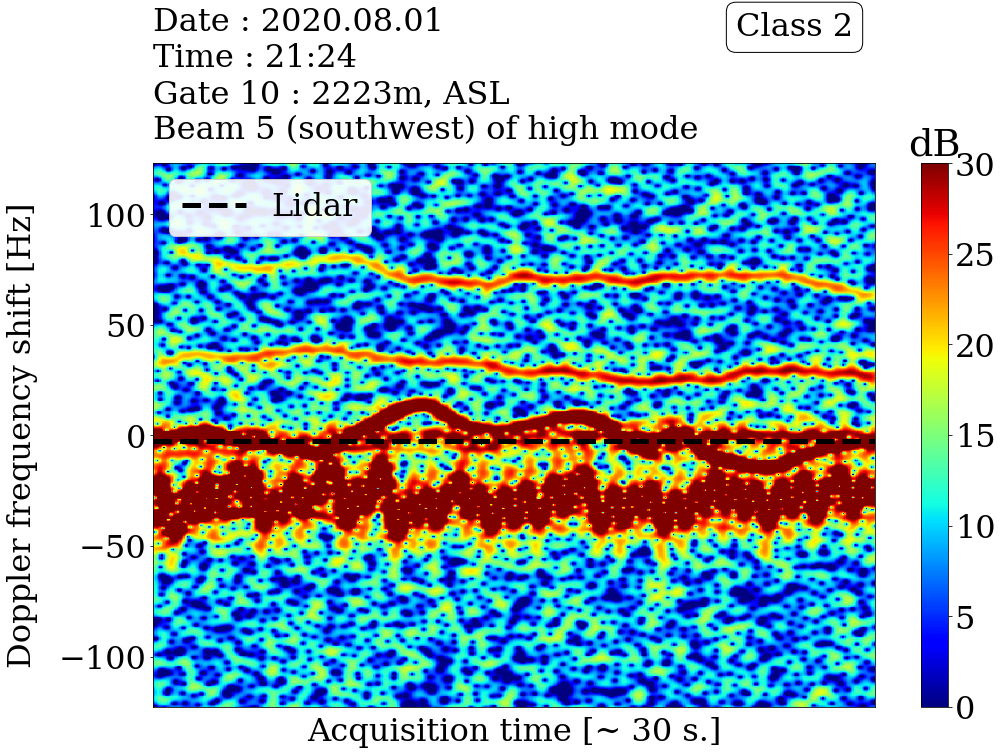 Date : 2020.08.01
Time : 21:24
Gate 10 : 2223m, ASL
Beam 5 (southwest) of high mode
Class 2
dB
Lidar
Doppler frequency shift [Hz]
100
50
0
−50
−100
30
25
20
15
10
5
0
Acquisition time [~ 30 s.]